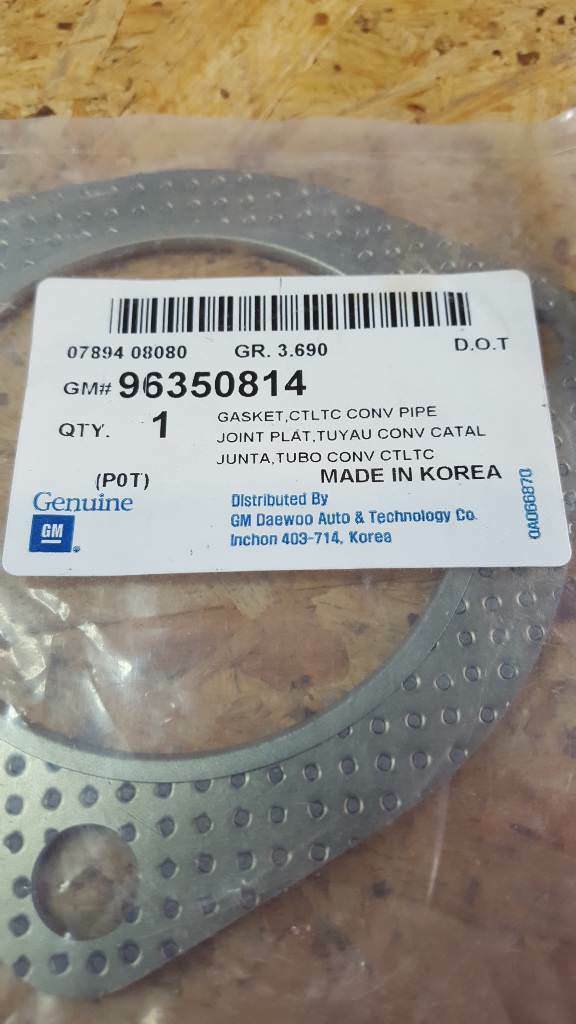 07894 08080 GR. 3.690 D.O.T
GM# 96350814
QTY. 1
GASKET,CTLTC CONV PIPE
JOINT PLAT,TUYAU CONV CATAL
JUNTA,TUBO CONV CTLTC
(P0T) MADE IN KOREA
Genuine
GM
Distributed By
GM Daewoo Auto & Technology Co.
Inchon 403-714, Korea
0A066870